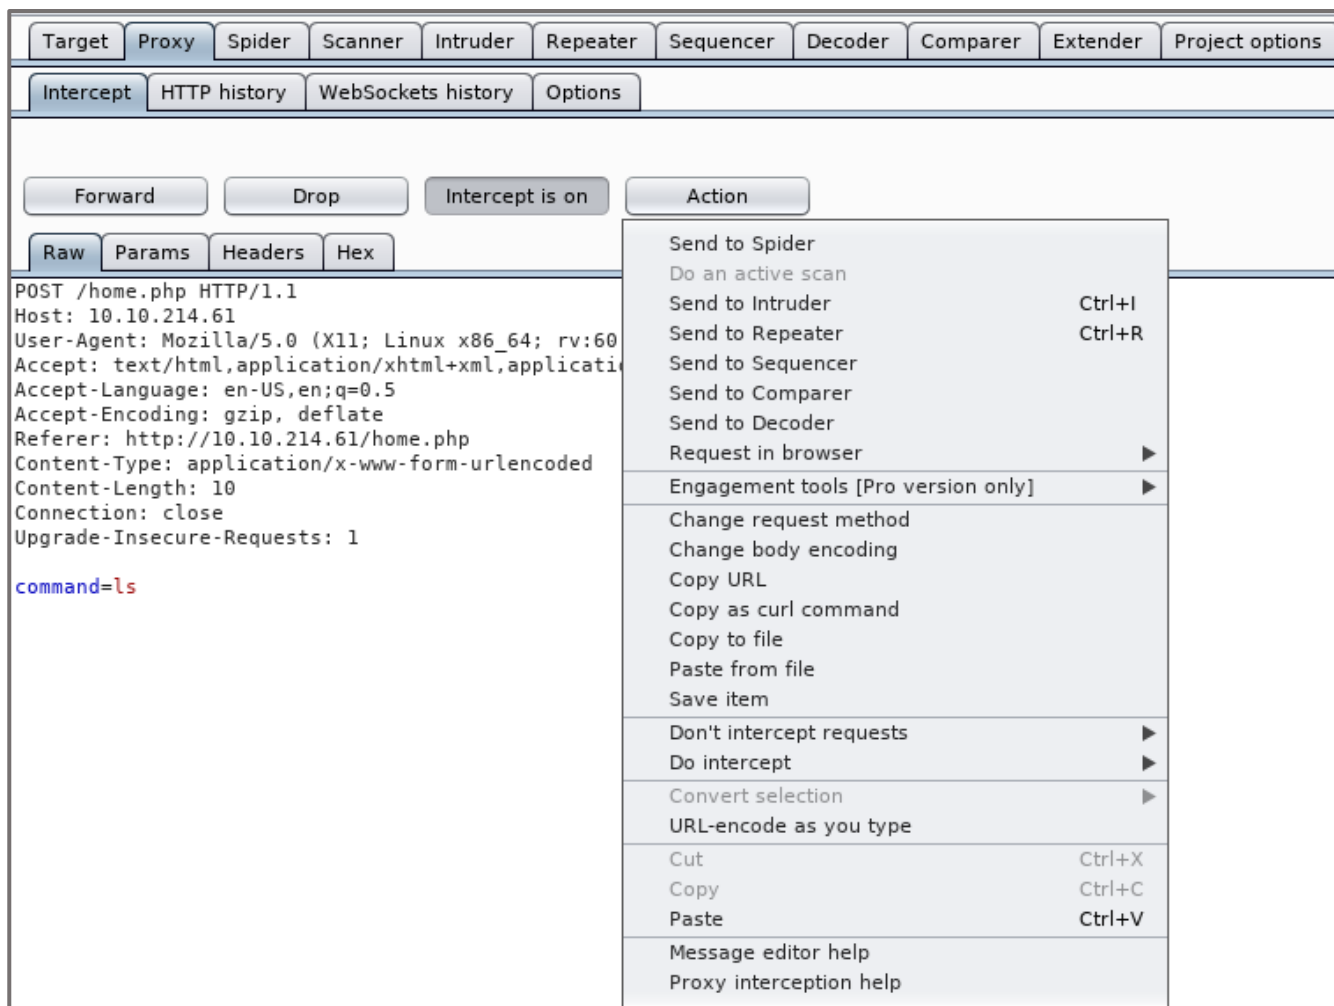 Target Proxy Spider Scanner Intruder Repeater Sequencer Decoder Comparer Extender Project options
Intercept HTTP history WebSockets history Options
Forward Drop Intercept is on Action
Raw Params Headers Hex
POST /home.php HTTP/1.1
Host: 10.10.214.61
User-Agent: Mozilla/5.0 (X11; Linux x86_64; rv:60
Accept: text/html,application/xhtml+xml,applicati
Accept-Language: en-US,en;q=0.5
Accept-Encoding: gzip, deflate
Referer: http://10.10.214.61/home.php
Content-Type: application/x-www-form-urlencoded
Content-Length: 10
Connection: close
Upgrade-Insecure-Requests: 1
command=ls
Send to Spider
Do an active scan
Send to Intruder Ctrl+I
Send to Repeater Ctrl+R
Send to Sequencer
Send to Comparer
Send to Decoder
Request in browser
Engagement tools [Pro version only]
Change request method
Change body encoding
Copy URL
Copy as curl command
Copy to file
Paste from file
Save item
Don't intercept requests
Do intercept
Convert selection
URL-encode as you type
Cut Ctrl+X
Copy Ctrl+C
Paste Ctrl+V
Message editor help
Proxy interception help